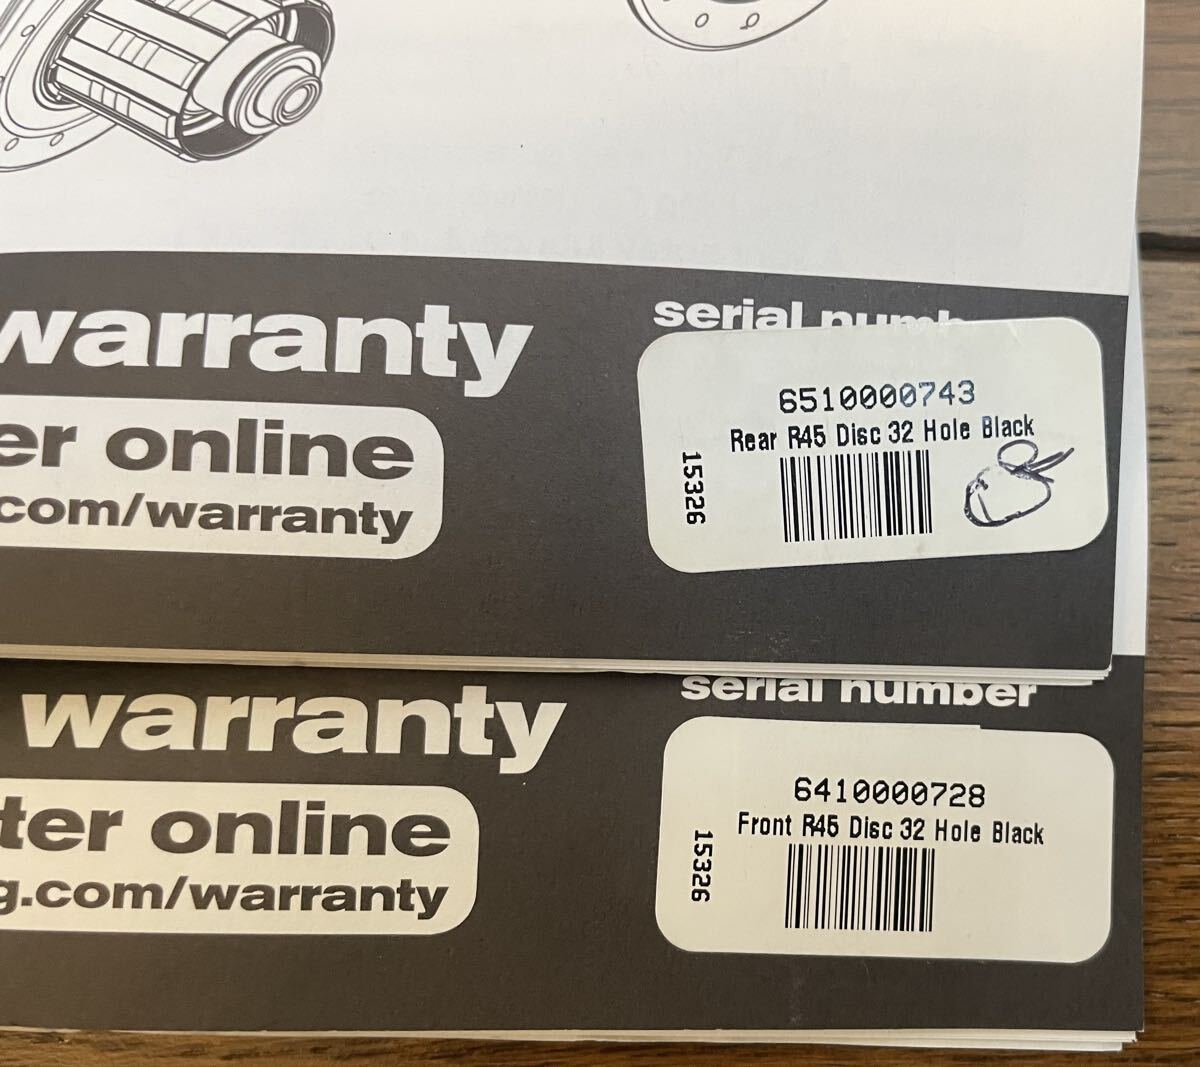 warranty
serial numb
er online
com/warranty
6510000743
Rear R45 Disc 32 Hole Black
15326
warranty
serial number
ter online
g.com/warranty
6410000728
Front R45 Disc 32 Hole Black
15326